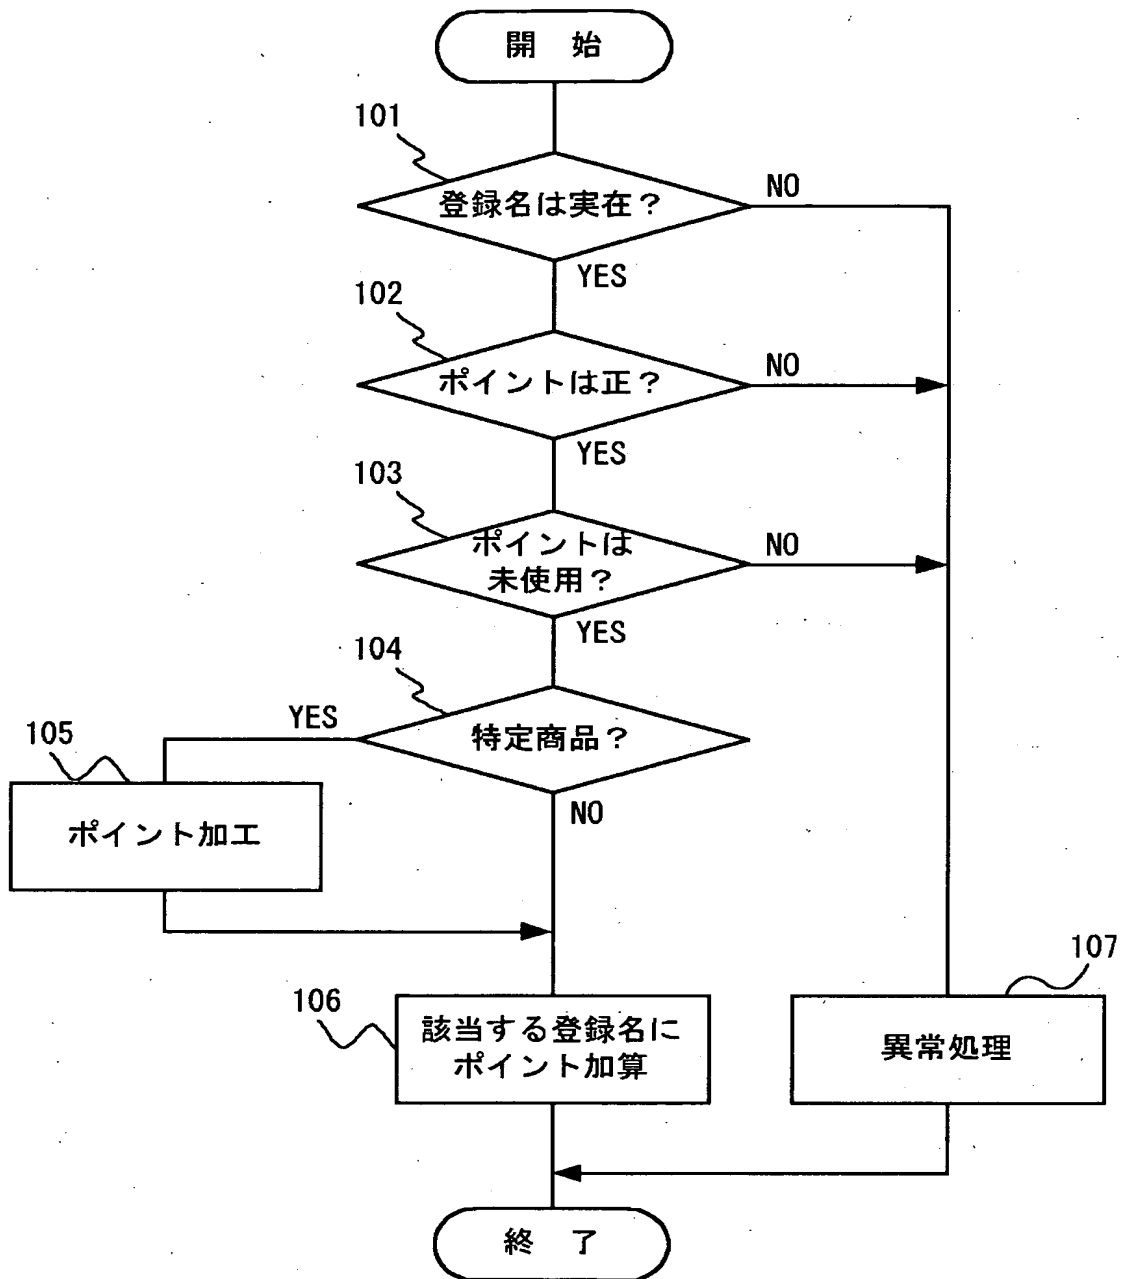 開　始
101
登録名は実在？
NO
YES
102
ポイントは正？
NO
YES
103
ポイントは
未使用？
NO
YES
104
特定商品？
YES
NO
105
ポイント加工
106
該当する登録名に
ポイント加算
107
異常処理
終　了